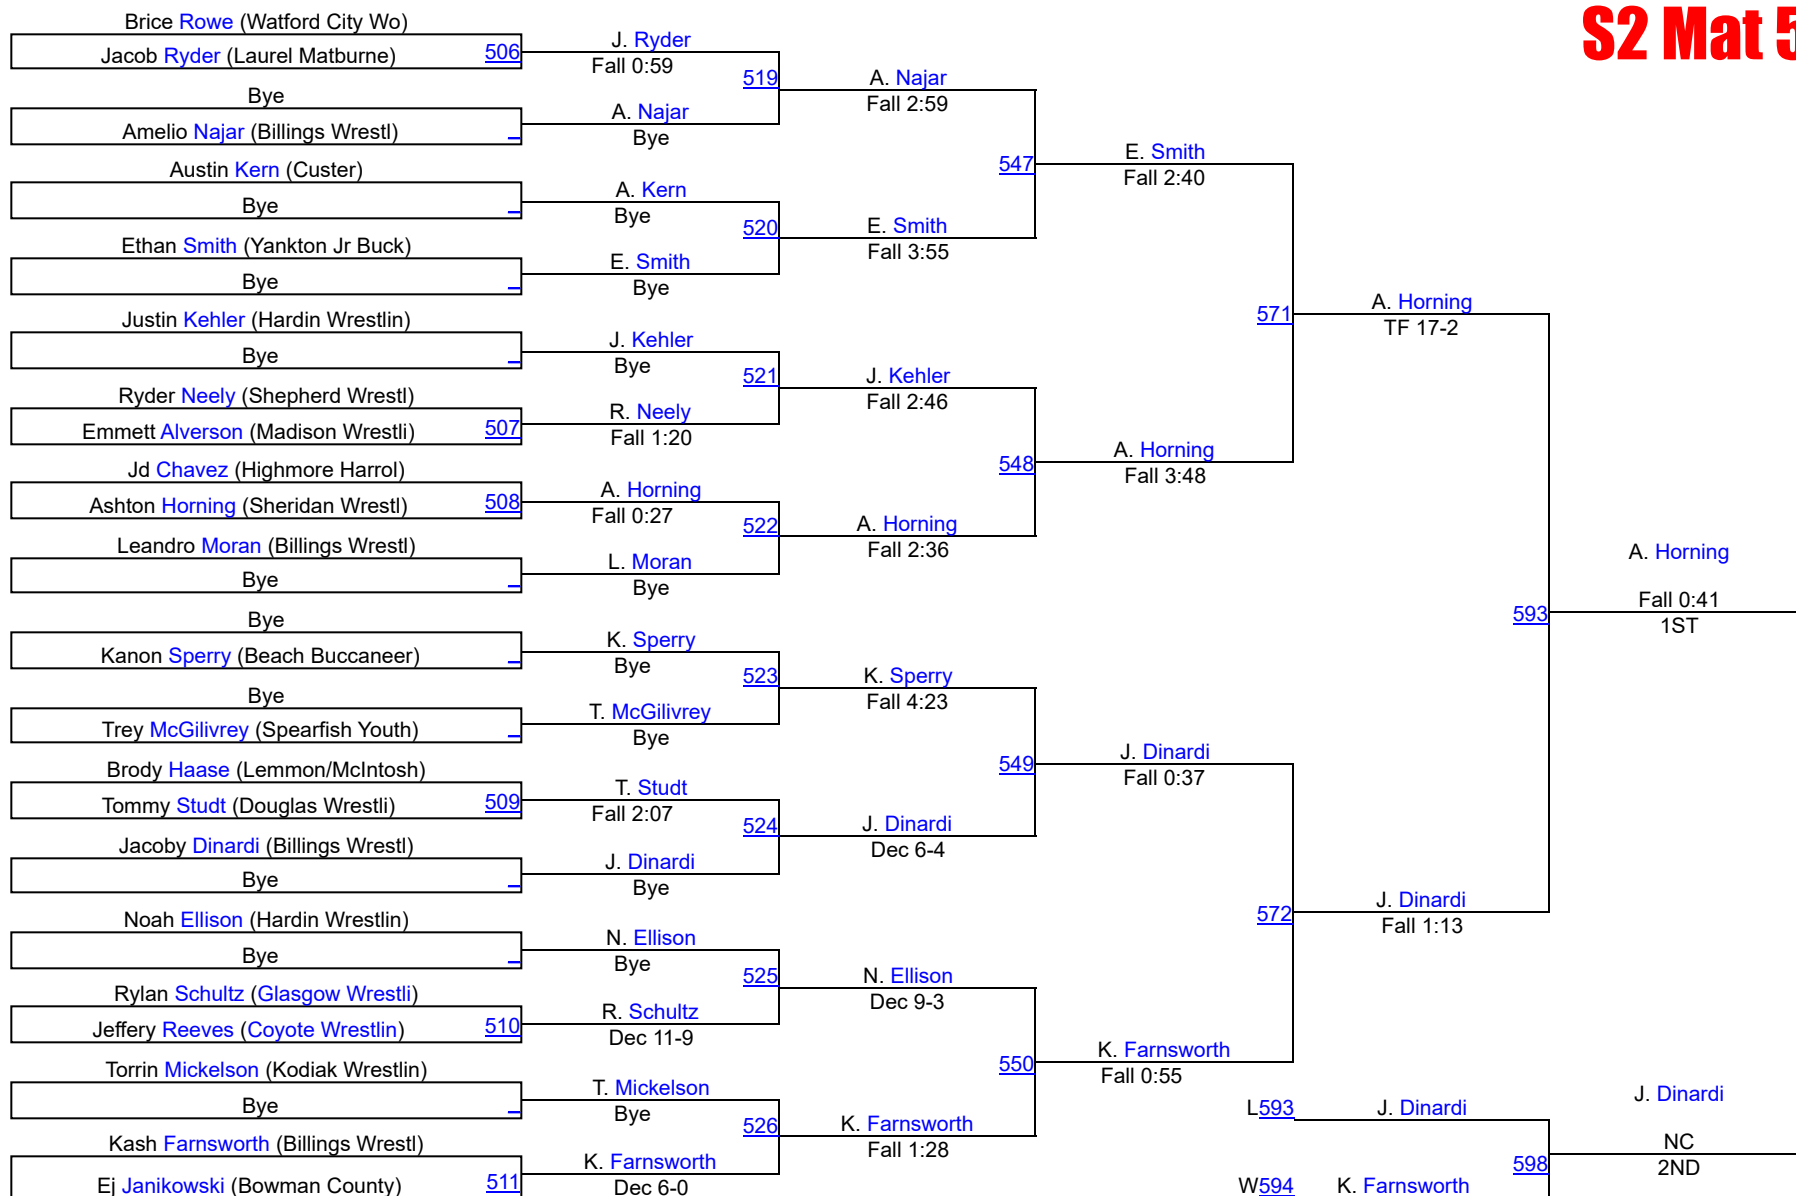 S2 Mat 5
Brice Rowe (Watford City Wo)
Jacob Ryder (Laurel Matburne)
506
Bye
Amelio Najar (Billings Wrestl)
Austin Kern (Custer)
Bye
Ethan Smith (Yankton Jr Buck)
Bye
Justin Kehler (Hardin Wrestlin)
Bye
Ryder Neely (Shepherd Wrestl)
Emmett Alverson (Madison Wrestli)
507
Jd Chavez (Highmore Harrol)
Ashton Horning (Sheridan Wrestl)
508
Leandro Moran (Billings Wrestl)
Bye
Bye
Kanon Sperry (Beach Buccaneer)
Bye
Trey McGilivrey (Spearfish Youth)
Brody Haase (Lemmon/McIntosh)
Tommy Studt (Douglas Wrestli)
509
Jacoby Dinardi (Billings Wrestl)
Bye
Noah Ellison (Hardin Wrestlin)
Bye
Rylan Schultz (Glasgow Wrestli)
Jeffery Reeves (Coyote Wrestlin)
510
Torrin Mickelson (Kodiak Wrestlin)
Bye
Kash Farnsworth (Billings Wrestl)
Ej Janikowski (Bowman County)
511
J. Ryder
Fall 0:59
519
A. Najar
Bye
A. Kern
Bye
520
E. Smith
Bye
J. Kehler
Bye
521
R. Neely
Fall 1:20
A. Horning
Fall 0:27
522
L. Moran
Bye
K. Sperry
Bye
523
T. McGilivrey
Bye
T. Studt
Fall 2:07
524
J. Dinardi
Bye
N. Ellison
Bye
525
R. Schultz
Dec 11-9
T. Mickelson
Bye
526
K. Farnsworth
Dec 6-0
A. Najar
Fall 2:59
547
E. Smith
Fall 3:55
J. Kehler
Fall 2:46
548
A. Horning
Fall 2:36
K. Sperry
Fall 4:23
549
J. Dinardi
Dec 6-4
N. Ellison
Dec 9-3
550
K. Farnsworth
Fall 1:28
E. Smith
Fall 2:40
571
A. Horning
Fall 3:48
J. Dinardi
Fall 0:37
572
K. Farnsworth
Fall 0:55
A. Horning
TF 17-2
593
J. Dinardi
Fall 1:13
A. Horning
Fall 0:41
1ST
L593
J. Dinardi
598
W594
K. Farnsworth
J. Dinardi
NC
2ND